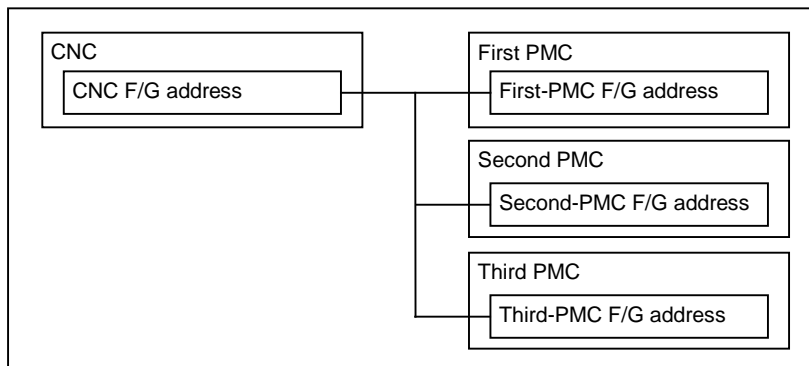 CNC
CNC F/G address
First PMC
First-PMC F/G address
Second PMC
Second-PMC F/G address
Third PMC
Third-PMC F/G address